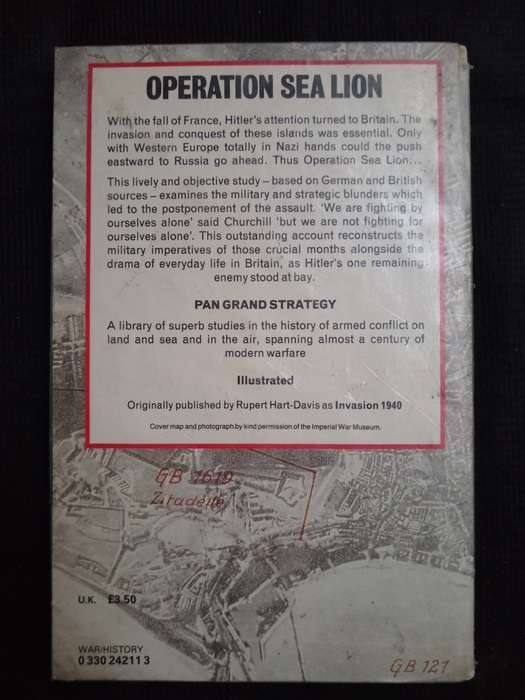 OPERATION SEA LION
With the fall of France, Hitler's attention turned to Britain. The
invasion and conquest of these islands was essential. Only
with Western Europe totally in Nazi hands could the push
eastward to Russia go ahead. Thus Operation Sea Lion...
This lively and objective study – based on German and British
sources – examines the military and strategic blunders which
led to the postponement of the assault. 'We are fighting by
ourselves alone' said Churchill 'but we are not fighting for
ourselves alone'. This outstanding account reconstructs the
military imperatives of those crucial months alongside the
drama of everyday life in Britain, as Hitler's one remaining
enemy stood at bay.
PAN GRAND STRATEGY
A library of superb studies in the history of armed conflict on
land and sea and in the air, spanning almost a century of
modern warfare
Illustrated
Originally published by Rupert Hart-Davis as Invasion 1940
Cover map and photograph by kind permission of the Imperial War Museum.
GB 7619
Zitadelle
U.K. £3.50
WAR/HISTORY
0 330 24211 3
GB 121